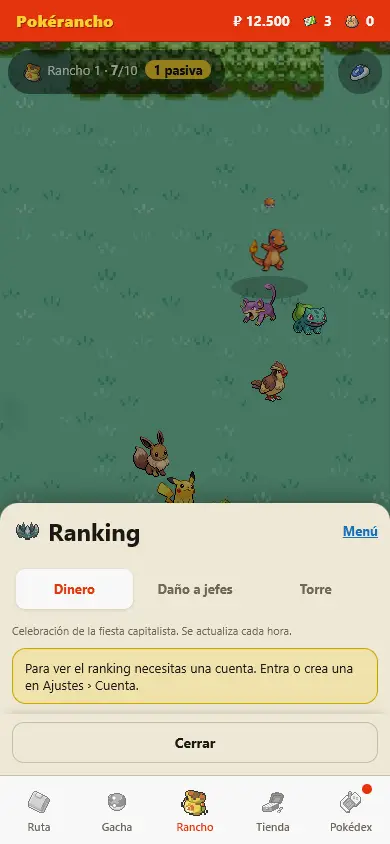 Pokérancho
₽ 12.500 3 0
Rancho 1 · 7/10 1 pasiva
Ranking
Menú
Dinero Daño a jefes Torre
Celebración de la fiesta capitalista. Se actualiza cada hora.
Para ver el ranking necesitas una cuenta. Entra o crea una
en Ajustes › Cuenta.
Cerrar
Ruta Gacha Rancho Tienda Pokédex